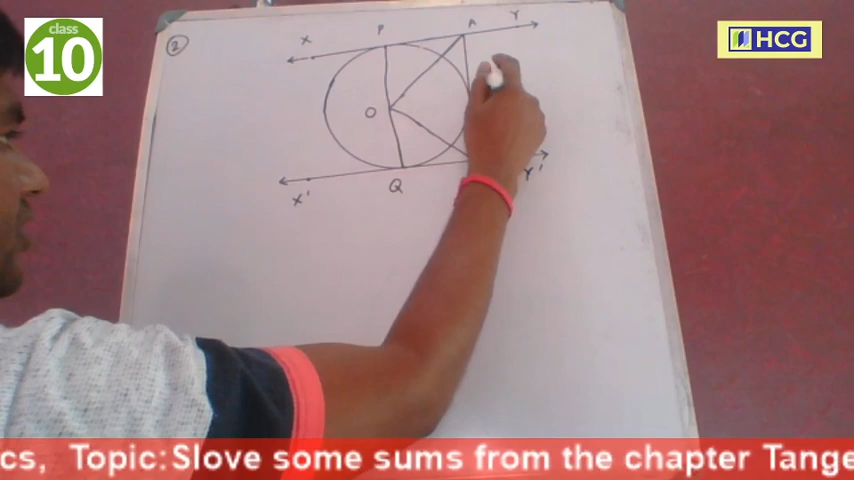 class
10
HCG
2
X P A Y
O
X' Q Y'
cs, Topic:Slove some sums from the chapter Tange